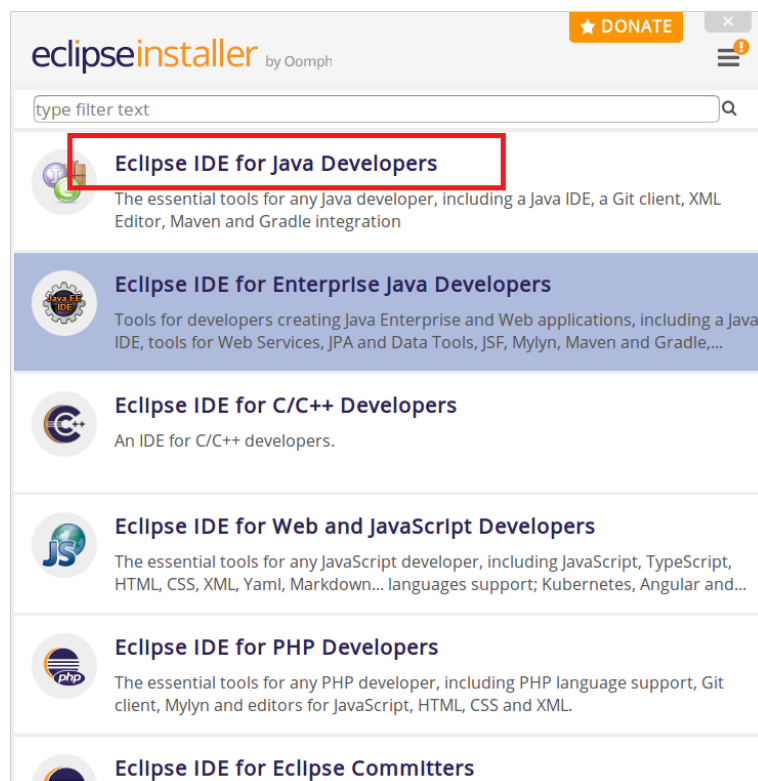 ★ DONATE
eclipseinstaller by Oomph
type filter text
Eclipse IDE for Java Developers
The essential tools for any Java developer, including a Java IDE, a Git client, XML
Editor, Maven and Gradle integration
Java EE
IDE
Eclipse IDE for Enterprise Java Developers
Tools for developers creating Java Enterprise and Web applications, including a Java
IDE, tools for Web Services, JPA and Data Tools, JSF, Mylyn, Maven and Gradle,...
C++
Eclipse IDE for C/C++ Developers
An IDE for C/C++ developers.
JS
Eclipse IDE for Web and JavaScript Developers
The essential tools for any JavaScript developer, including JavaScript, TypeScript,
HTML, CSS, XML, Yaml, Markdown... languages support; Kubernetes, Angular and...
php
Eclipse IDE for PHP Developers
The essential tools for any PHP developer, including PHP language support, Git
client, Mylyn and editors for JavaScript, HTML, CSS and XML.
Eclipse IDE for Eclipse Committers